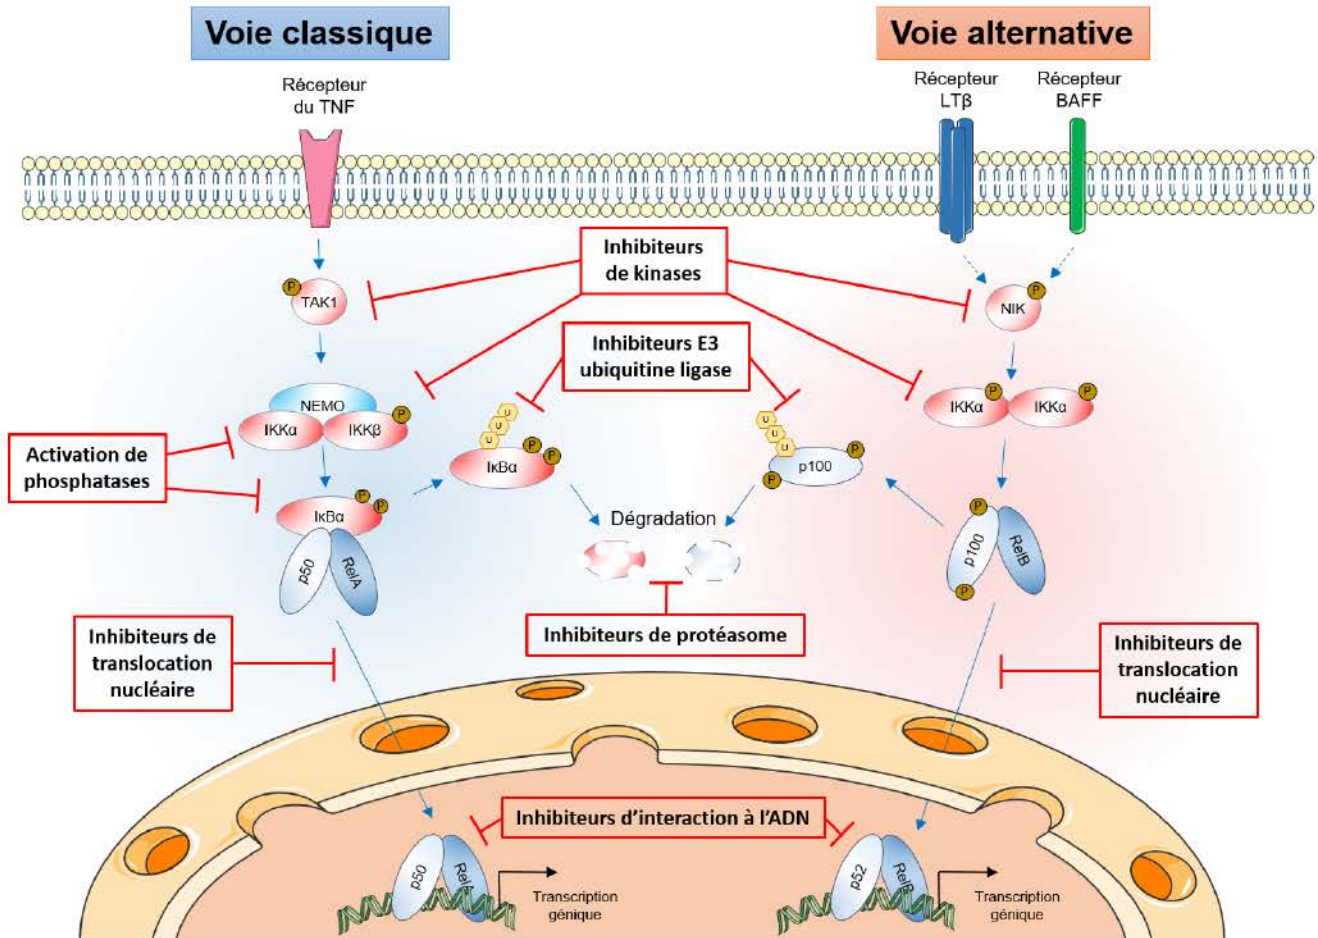 Voie classique
Voie alternative
Récepteur
du TNF
Récepteur
LTβ
Récepteur
BAFF
Inhibiteurs
de kinases
P
TAK1
P
NIK
Inhibiteurs E3
ubiquitine ligase
NEMO
IKKα
IKKβ
P
U
U
U
P
P
IκBα
U
U
U
P
P
p100
P
IKKα
P
IKKα
Activation de
phosphatases
P
P
IκBα
p50
RelA
Dégradation
P
p100
P
RelB
Inhibiteurs de protéasome
Inhibiteurs de
translocation
nucléaire
Inhibiteurs de
translocation
nucléaire
Inhibiteurs d'interaction à l'ADN
p50
RelA
Transcription
génique
p52
RelB
Transcription
génique